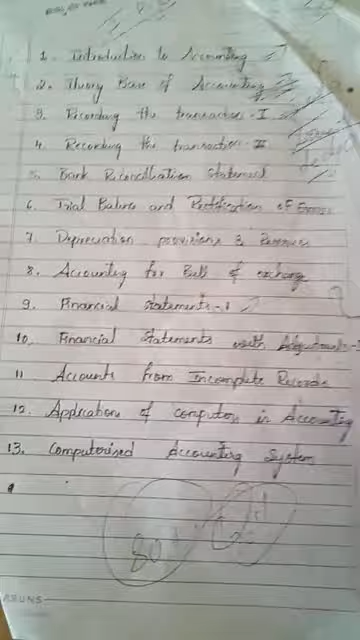 1. Introduction to Accounting
2. Theory Base of Accounting
3. Recording the transaction - I
4. Recording the transaction - II
5. Bank Reconciliation Statement
6. Trial Balance and Rectification of Errors
7. Depreciation provisions & Reserves
8. Accounting for Bill of exchange
9. Financial Statements - 1
10. Financial Statements with Adjustments
11 Accounts from Incomplete Records
12. Application of computers in Accounting
13. Computerised Accounting System
80
ARUNS